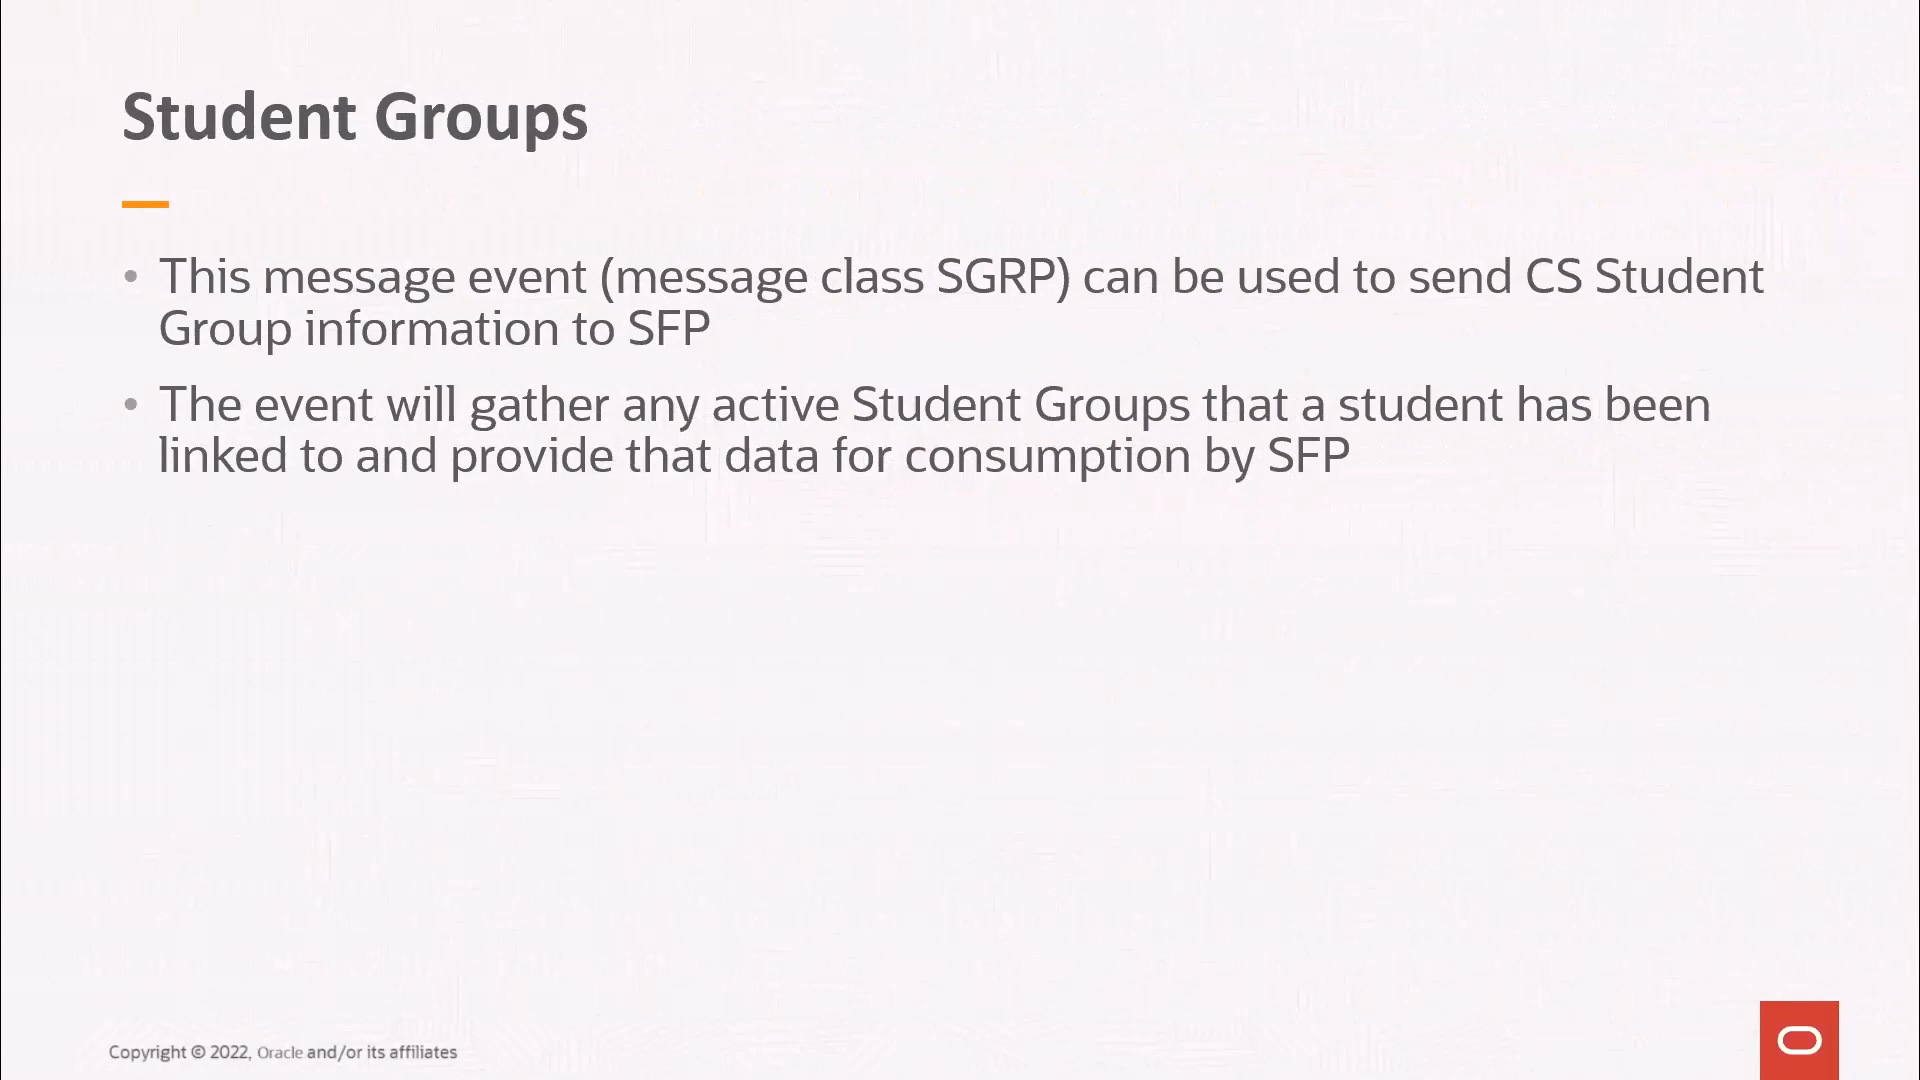 Student Groups
• This message event (message class SGRP) can be used to send CS Student
Group information to SFP
• The event will gather any active Student Groups that a student has been
linked to and provide that data for consumption by SFP
Copyright © 2022, Oracle and/or its affiliates